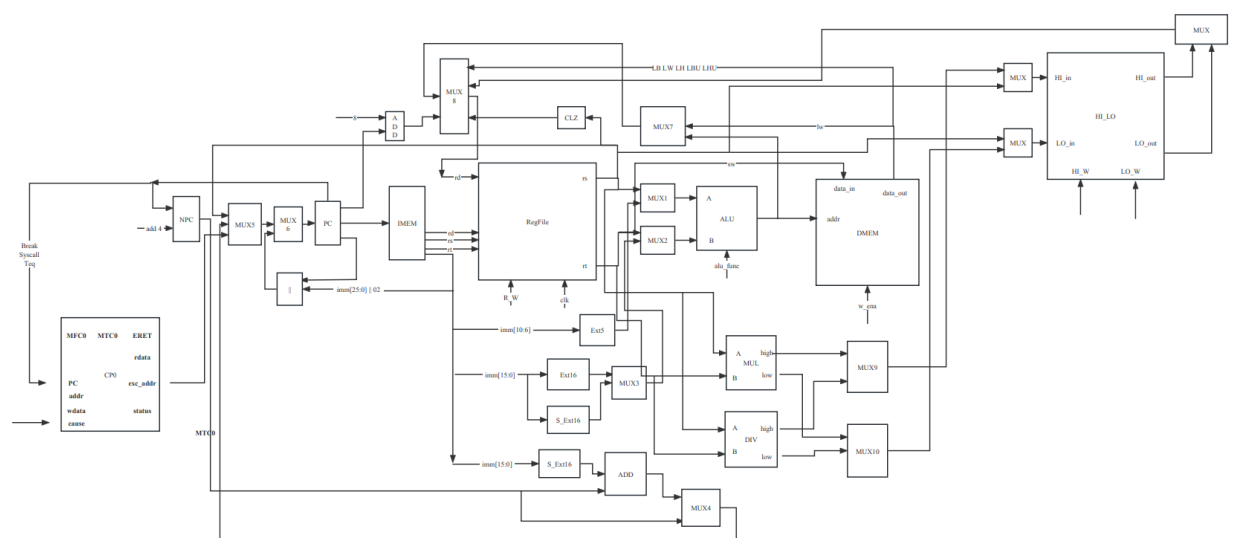 MUX
LB LW LH LBU LHU
MUX
8
MUX
HI_in
HI_out
8
A
D
D
CLZ
MUX7
lw
HI_LO
MUX
LO_in
LO_out
rd
rs
sw
data_in
data_out
HI_W
LO_W
NPC
MUX5
MUX
6
PC
IMEM
RegFile
MUX1
A
ALU
addr
DMEM
add 4
rd
rs
rt
MUX2
B
Break
Syscall
Teq
rt
alu_func
||
imm[25:0] || 02
R_W
clk
w_ena
imm[10:6]
Ext5
MFC0 MTC0 ERET
rdata
CP0
PC
exc_addr
addr
wdata
status
cause
MTC0
A
high
MUL
low
B
MUX9
imm[15:0]
Ext16
MUX3
S_Ext16
A
high
DIV
B
low
MUX10
imm[15:0]
S_Ext16
ADD
MUX4